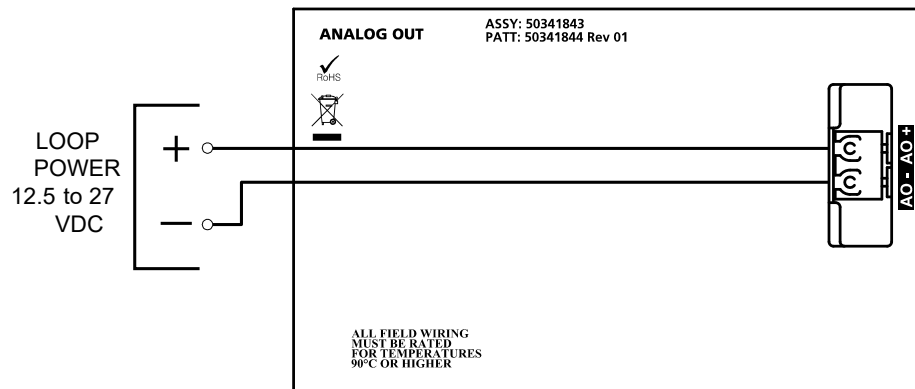 ANALOG OUT
ASSY: 50341843
PATT: 50341844 Rev 01
RoHS
LOOP
POWER
12.5 to 27
VDC
+
−
AO - AO +
ALL FIELD WIRING
MUST BE RATED
FOR TEMPERATURES
90°C OR HIGHER